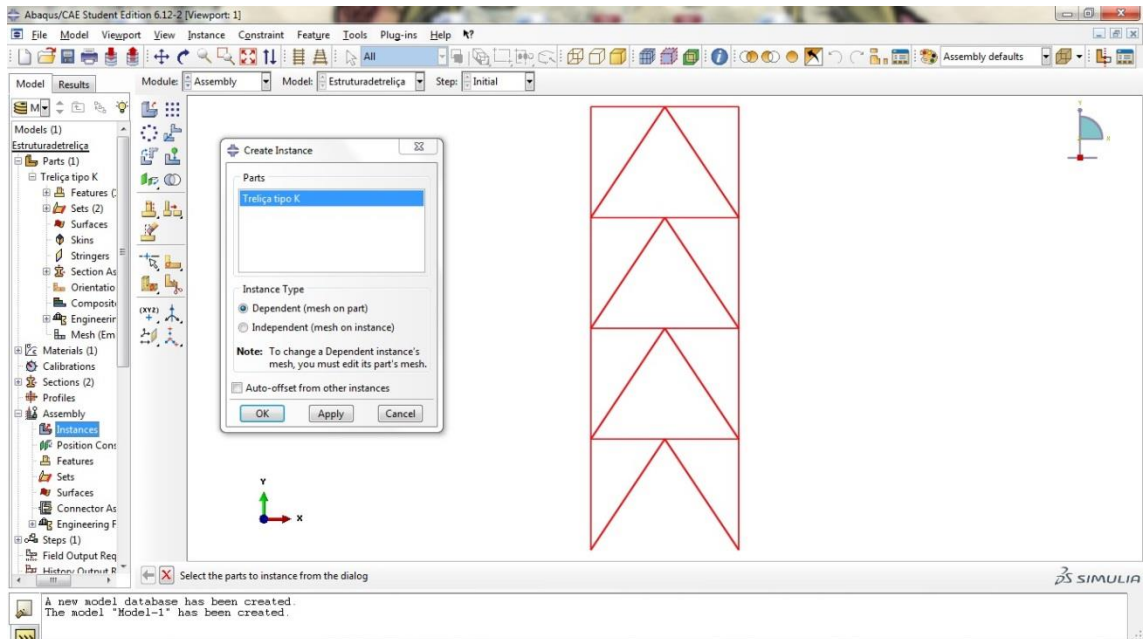 Abaqus/CAE Student Edition 6.12-2 [Viewport: 1]
File Model Viewport View Instance Constraint Feature Tools Plug-ins Help
All
Assembly defaults
Model Results
Module: Assembly Model: Estruturadetreliça Step: Initial
Models (1)
Estruturadetreliça
Parts (1)
Treliça tipo K
Features (
Sets (2)
Surfaces
Skins
Stringers
Section As
Orientatio
Composit
Engineerin
Mesh (Em
Materials (1)
Calibrations
Sections (2)
Profiles
Assembly
Instances
Position Cons
Features
Sets
Surfaces
Connector As
Engineering F
Steps (1)
Field Output Req
History Output R
(XYZ)
Create Instance
Parts
Treliça tipo K
Instance Type
Dependent (mesh on part)
Independent (mesh on instance)
Note: To change a Dependent instance's
mesh, you must edit its part's mesh.
Auto-offset from other instances
OK Apply Cancel
Y
X
Select the parts to instance from the dialog
SIMULIA
A new model database has been created.
The model "Model-1" has been created.
>>>